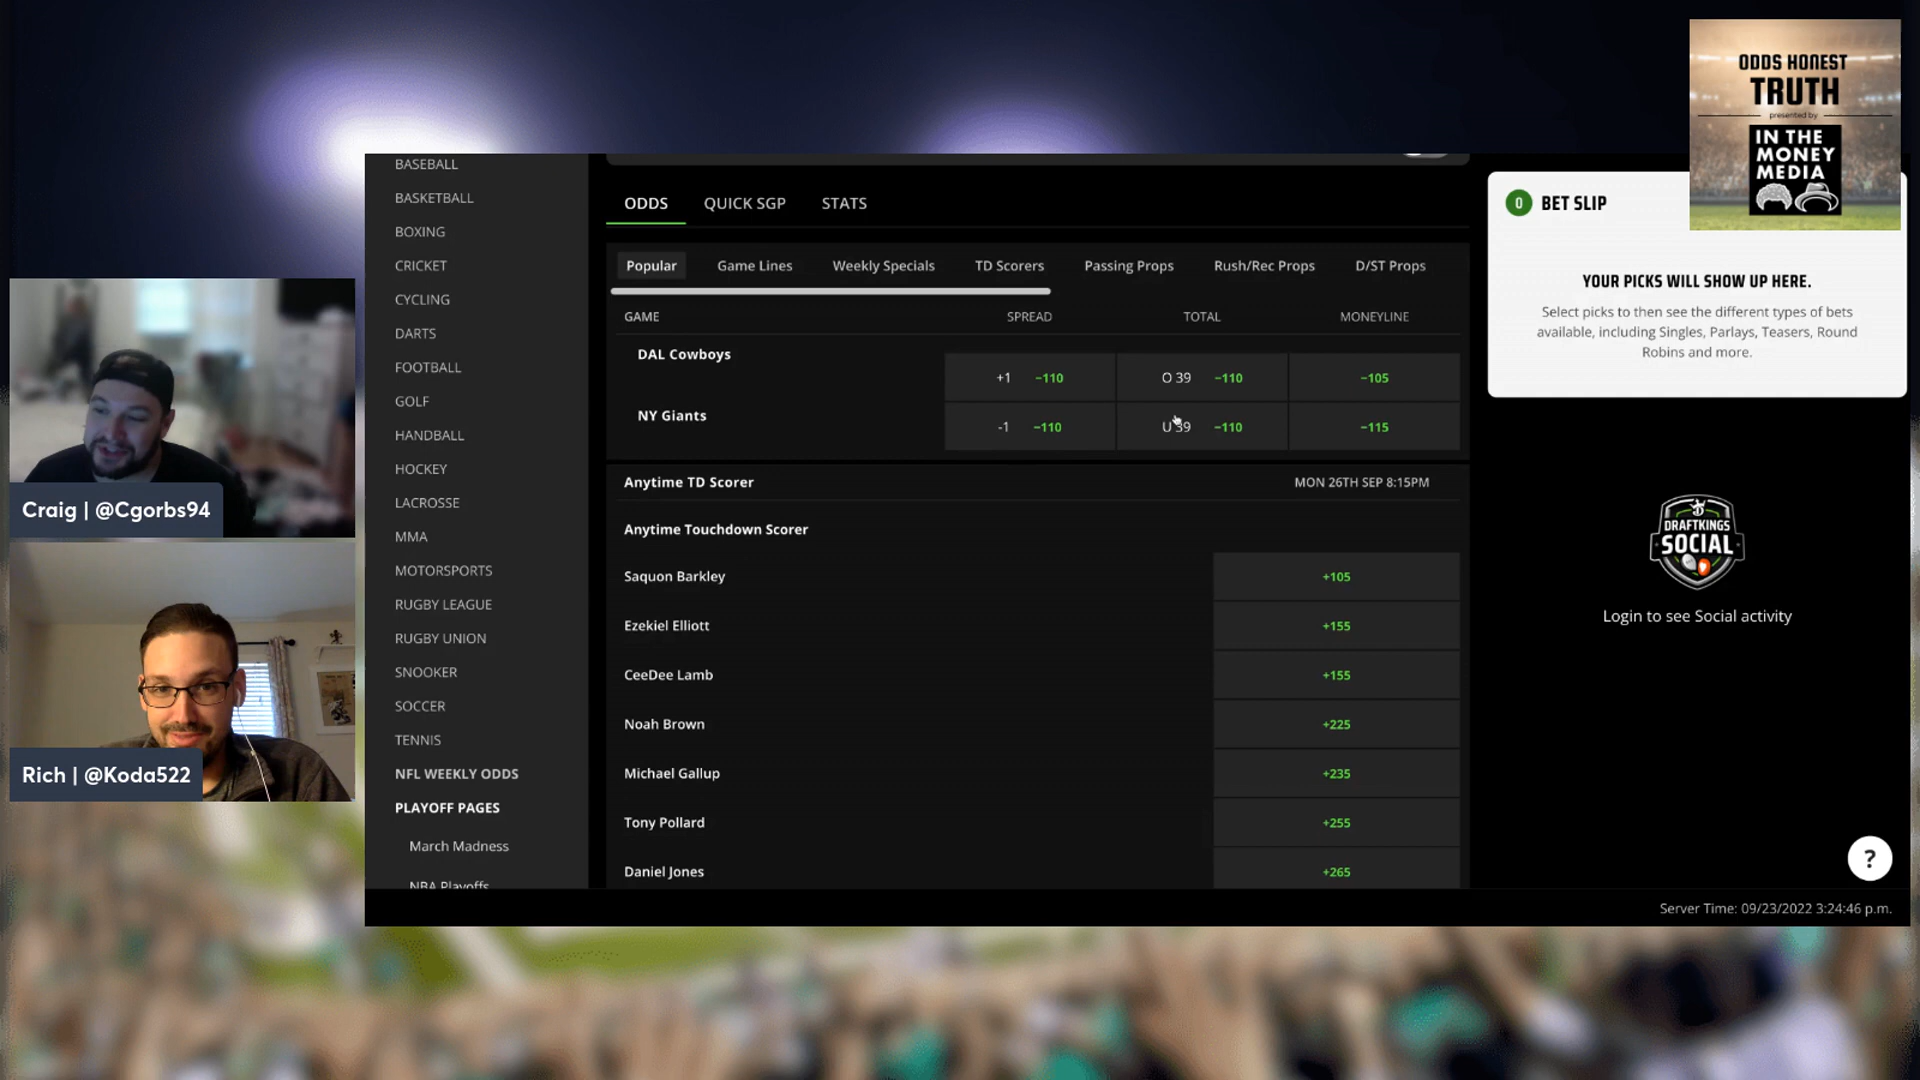 ODDS HONEST
TRUTH
presented by
IN THE
MONEY
MEDIA
BASEBALL
BASKETBALL
BOXING
CRICKET
CYCLING
DARTS
FOOTBALL
GOLF
HANDBALL
HOCKEY
LACROSSE
MMA
MOTORSPORTS
RUGBY LEAGUE
RUGBY UNION
SNOOKER
SOCCER
TENNIS
NFL WEEKLY ODDS
PLAYOFF PAGES
March Madness
NBA Playoffs
ODDS QUICK SGP STATS
Popular Game Lines Weekly Specials TD Scorers Passing Props Rush/Rec Props D/ST Props
GAME SPREAD TOTAL MONEYLINE
DAL Cowboys +1 −110 O 39 −110 −105
NY Giants -1 −110 U 39 −110 −115
Anytime TD Scorer MON 26TH SEP 8:15PM
Anytime Touchdown Scorer
Saquon Barkley +105
Ezekiel Elliott +155
CeeDee Lamb +155
Noah Brown +225
Michael Gallup +235
Tony Pollard +255
Daniel Jones +265
0 BET SLIP
YOUR PICKS WILL SHOW UP HERE.
Select picks to then see the different types of bets
available, including Singles, Parlays, Teasers, Round
Robins and more.
DRAFTKINGS
SOCIAL
Login to see Social activity
?
Server Time: 09/23/2022 3:24:46 p.m.
Craig | @Cgorbs94
Rich | @Koda522